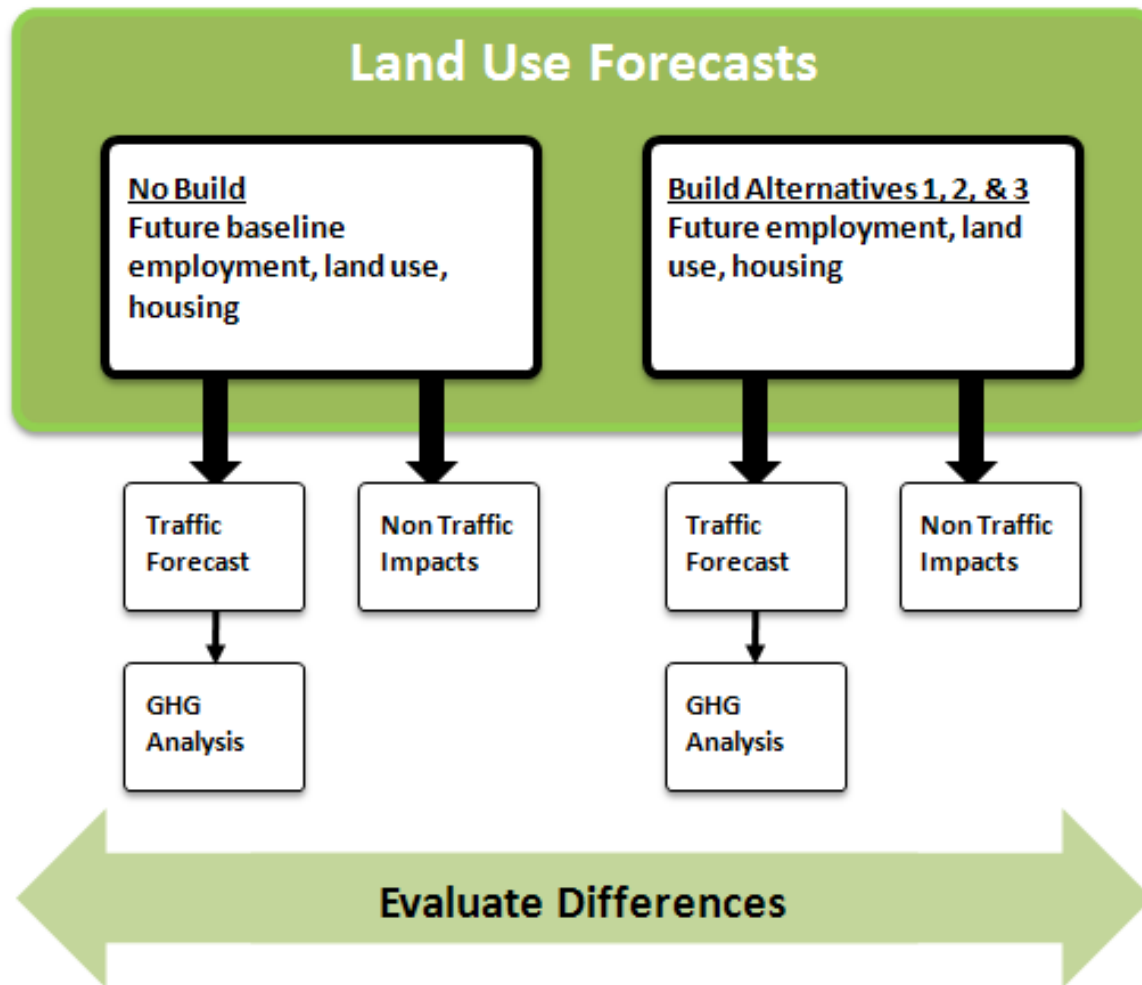 Land Use Forecasts
No Build
Future baseline
employment, land use,
housing
Build Alternatives 1, 2, & 3
Future employment, land
use, housing
Traffic
Forecast
Non Traffic
Impacts
Traffic
Forecast
Non Traffic
Impacts
GHG
Analysis
GHG
Analysis
Evaluate Differences